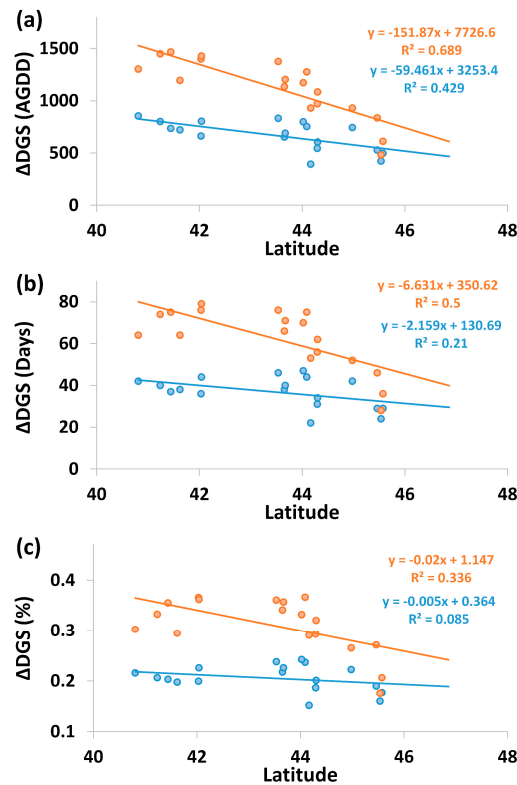 (a)
y = -151.87x + 7726.6
R² = 0.689
y = -59.461x + 3253.4
R² = 0.429
ΔDGS (AGDD)
1500
1000
500
0
40 42 44 46 48
Latitude
(b)
y = -6.631x + 350.62
R² = 0.5
y = -2.159x + 130.69
R² = 0.21
ΔDGS (Days)
80
60
40
20
0
40 42 44 46 48
Latitude
(c)
y = -0.02x + 1.147
R² = 0.336
y = -0.005x + 0.364
R² = 0.085
ΔDGS (%)
0.4
0.3
0.2
0.1
40 42 44 46 48
Latitude